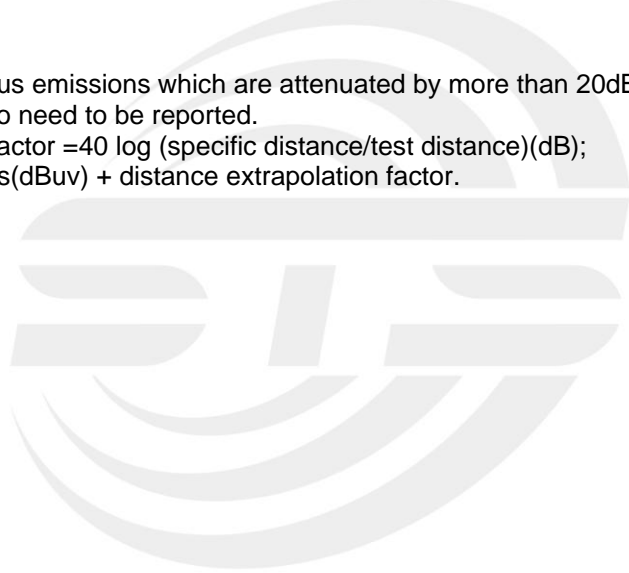 us emissions which are attenuated by more than 20dB
o need to be reported.
actor =40 log (specific distance/test distance)(dB);
s(dBuv) + distance extrapolation factor.
STS